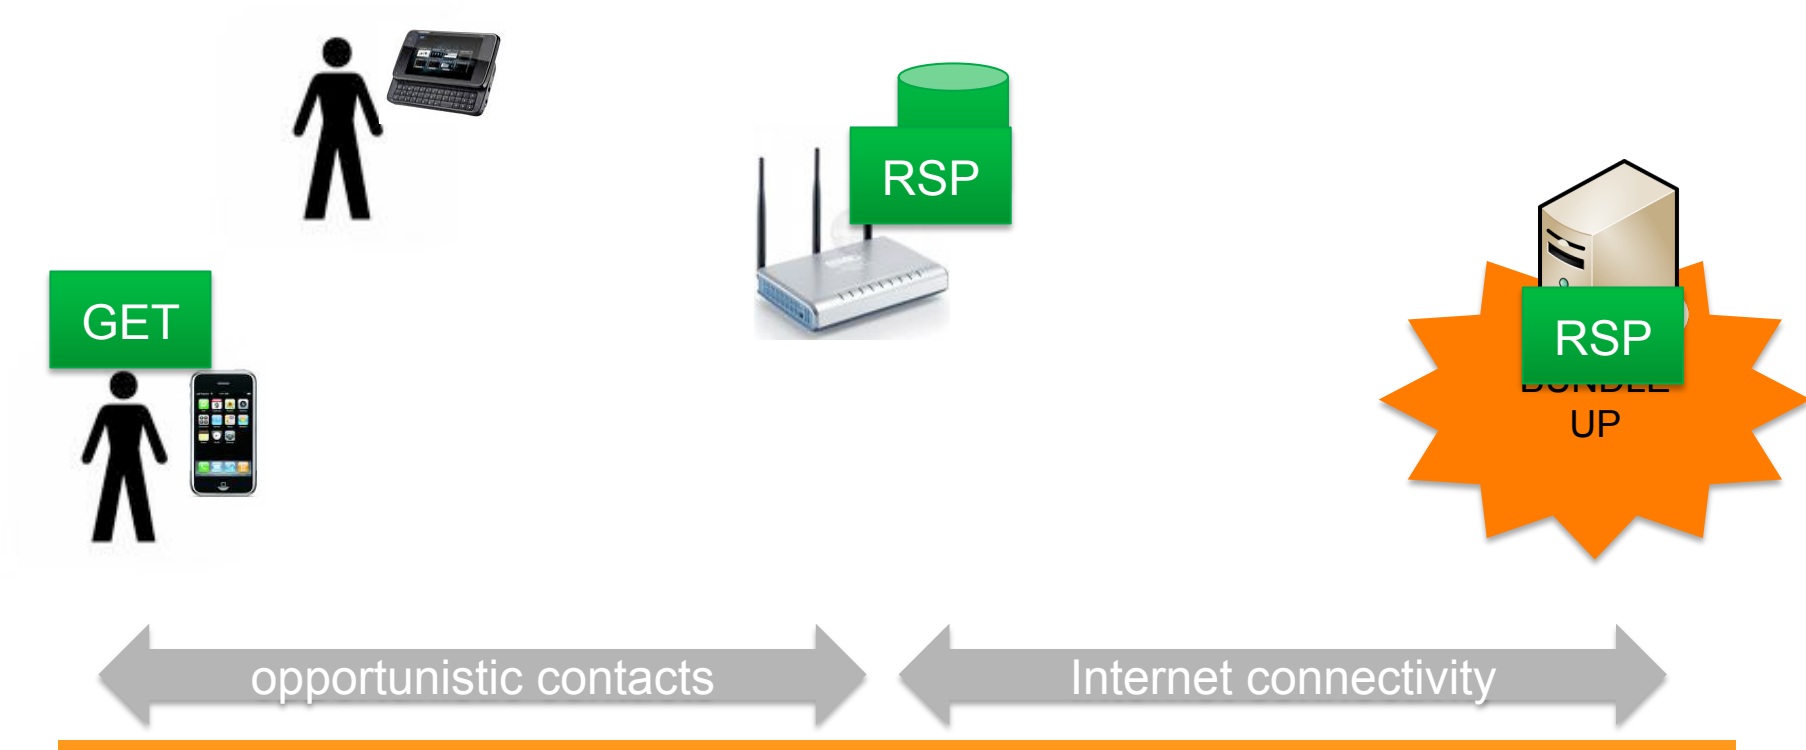 RSP
GET
RSP
UP
opportunistic contacts
Internet connectivity